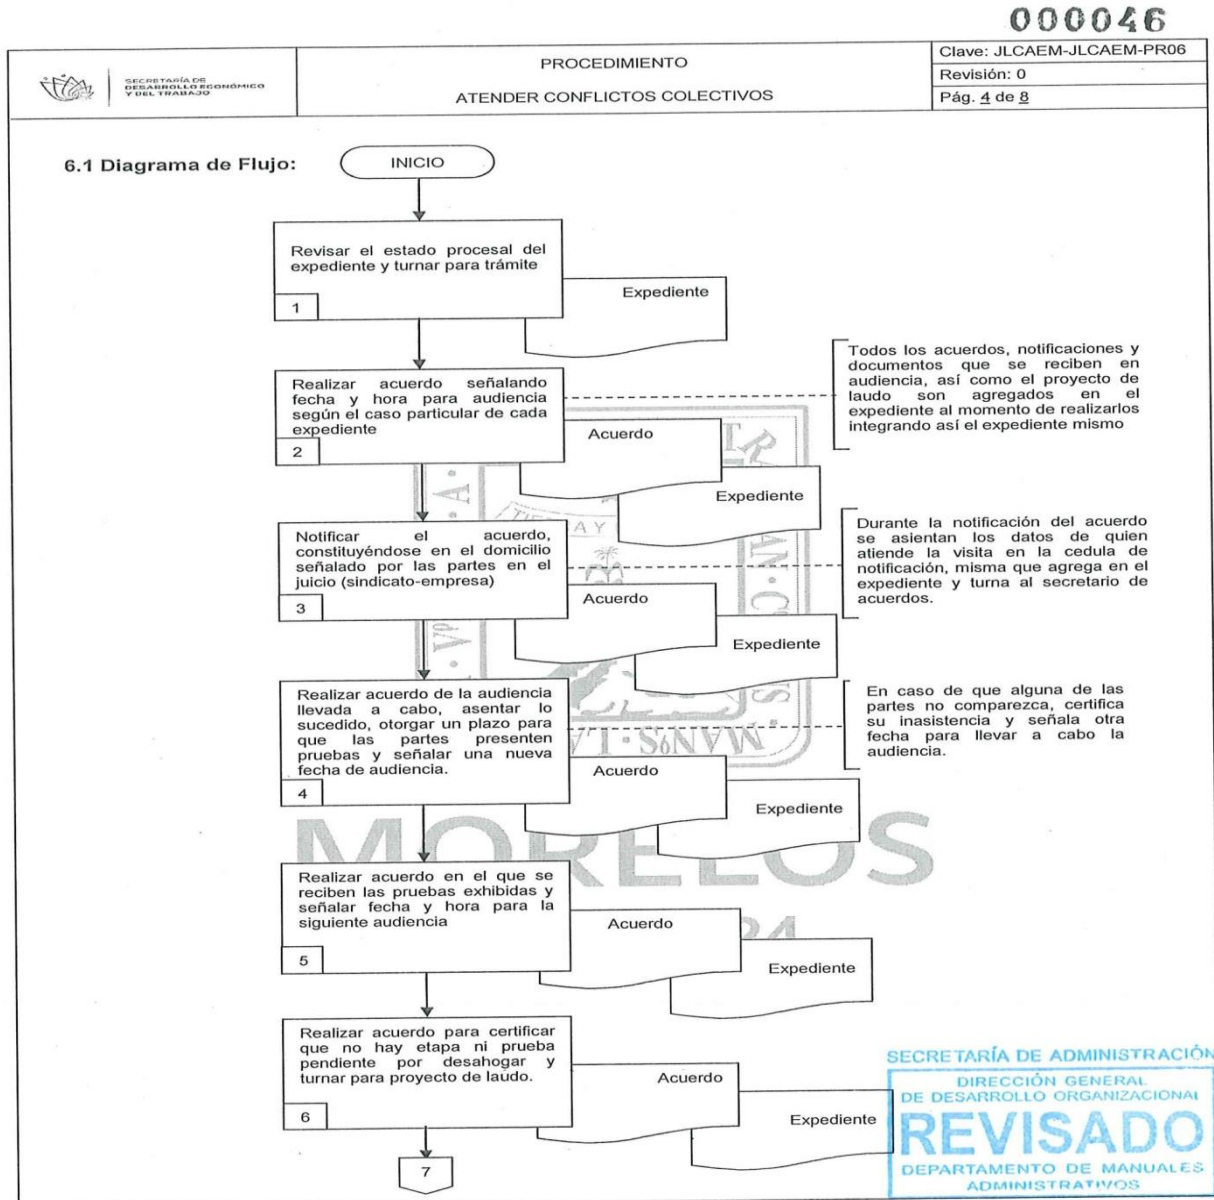 000046
SECRETARÍA DE
DESARROLLO ECONÓMICO
Y DEL TRABAJO
PROCEDIMIENTO
ATENDER CONFLICTOS COLECTIVOS
Clave: JLCAEM-JLCAEM-PR06
Revisión: 0
Pág. 4 de 8
6.1 Diagrama de Flujo:
INICIO
Revisar el estado procesal del
expediente y turnar para trámite
1
Expediente
Realizar acuerdo señalando
fecha y hora para audiencia
según el caso particular de cada
expediente
2
Acuerdo
Expediente
Todos los acuerdos, notificaciones y
documentos que se reciben en
audiencia, así como el proyecto de
laudo son agregados en el
expediente al momento de realizarlos
integrando así el expediente mismo
Notificar el acuerdo,
constituyéndose en el domicilio
señalado por las partes en el
juicio (sindicato-empresa)
3
Acuerdo
Expediente
Durante la notificación del acuerdo
se asientan los datos de quien
atiende la visita en la cedula de
notificación, misma que agrega en el
expediente y turna al secretario de
acuerdos.
Realizar acuerdo de la audiencia
llevada a cabo, asentar lo
sucedido, otorgar un plazo para
que las partes presenten
pruebas y señalar una nueva
fecha de audiencia.
4
Acuerdo
Expediente
En caso de que alguna de las
partes no comparezca, certifica
su inasistencia y señala otra
fecha para llevar a cabo la
audiencia.
MORELOS
Realizar acuerdo en el que se
reciben las pruebas exhibidas y
señalar fecha y hora para la
siguiente audiencia
5
Acuerdo
Expediente
Realizar acuerdo para certificar
que no hay etapa ni prueba
pendiente por desahogar y
turnar para proyecto de laudo.
6
Acuerdo
Expediente
7
SECRETARÍA DE ADMINISTRACIÓN
DIRECCIÓN GENERAL
DE DESARROLLO ORGANIZACIONAL
REVISADO
DEPARTAMENTO DE MANUALES
ADMINISTRATIVOS